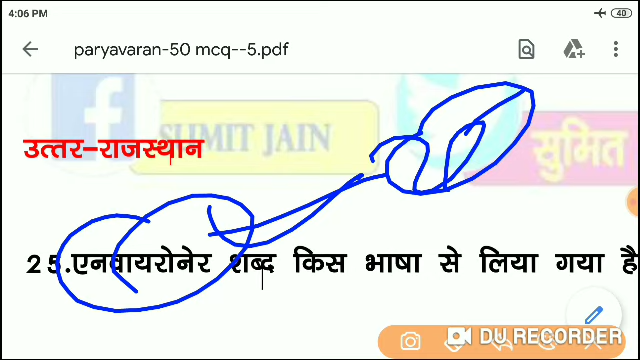 4:06 PM
40
paryavaran-50 mcq--5.pdf
SUMIT JAIN
सुमित
उत्तर–राजस्थान
25.एनवायरोनेर शब्द किस भाषा से लिया गया है
DU RECORDER